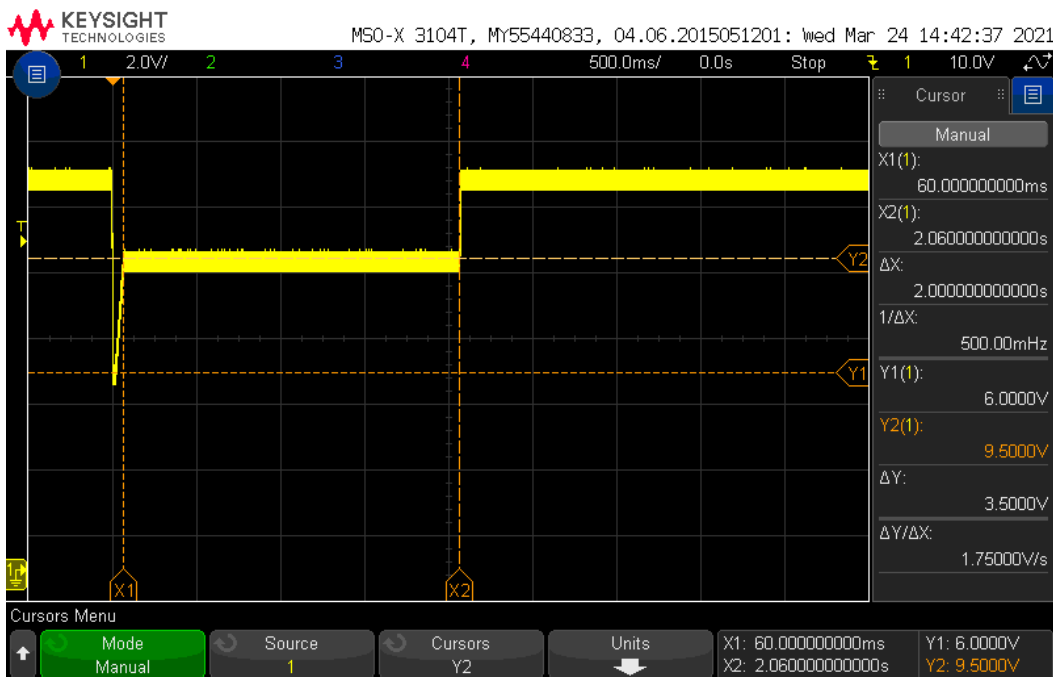 KEYSIGHT
TECHNOLOGIES
MSO-X 3104T, MY55440833, 04.06.2015051201: Wed Mar 24 14:42:37 2021
1 2.0V/ 2 3 4 500.0ms/ 0.0s Stop 1 10.0V
Cursor
Manual
X1(1):
60.000000000ms
X2(1):
2.060000000000s
ΔX:
2.000000000000s
1/ΔX:
500.00mHz
Y1(1):
6.0000V
Y2(1):
9.5000V
ΔY:
3.5000V
ΔY/ΔX:
1.75000V/s
T
Y2
Y1
1
X1 X2
Cursors Menu
Mode
Manual
Source
1
Cursors
Y2
Units
X1: 60.000000000ms
X2: 2.060000000000s
Y1: 6.0000V
Y2: 9.5000V